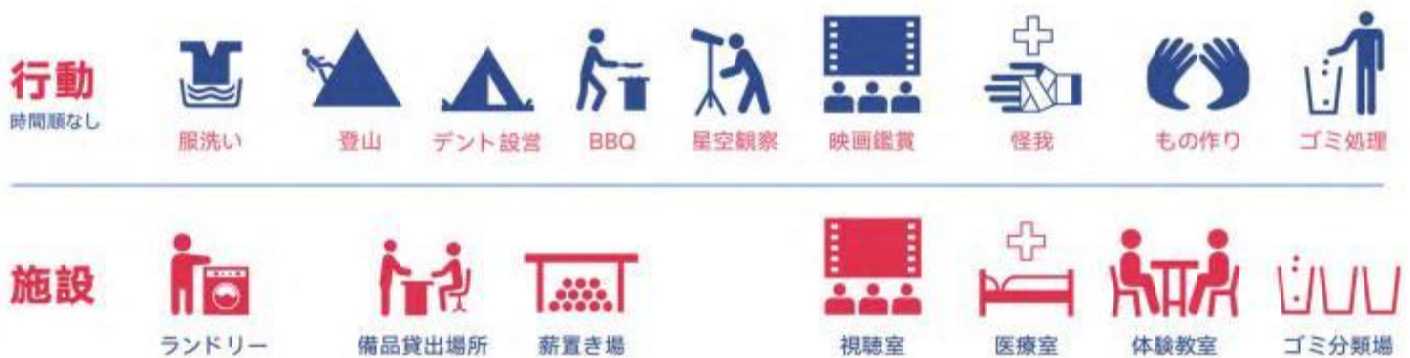 行動
時間順なし
服洗い 登山 デント設営 BBQ 星空観察 映画鑑賞 怪我 もの作り ゴミ処理
施設
ランドリー 備品貸出場所 薪置き場 視聴室 医療室 体験教室 ゴミ分類場